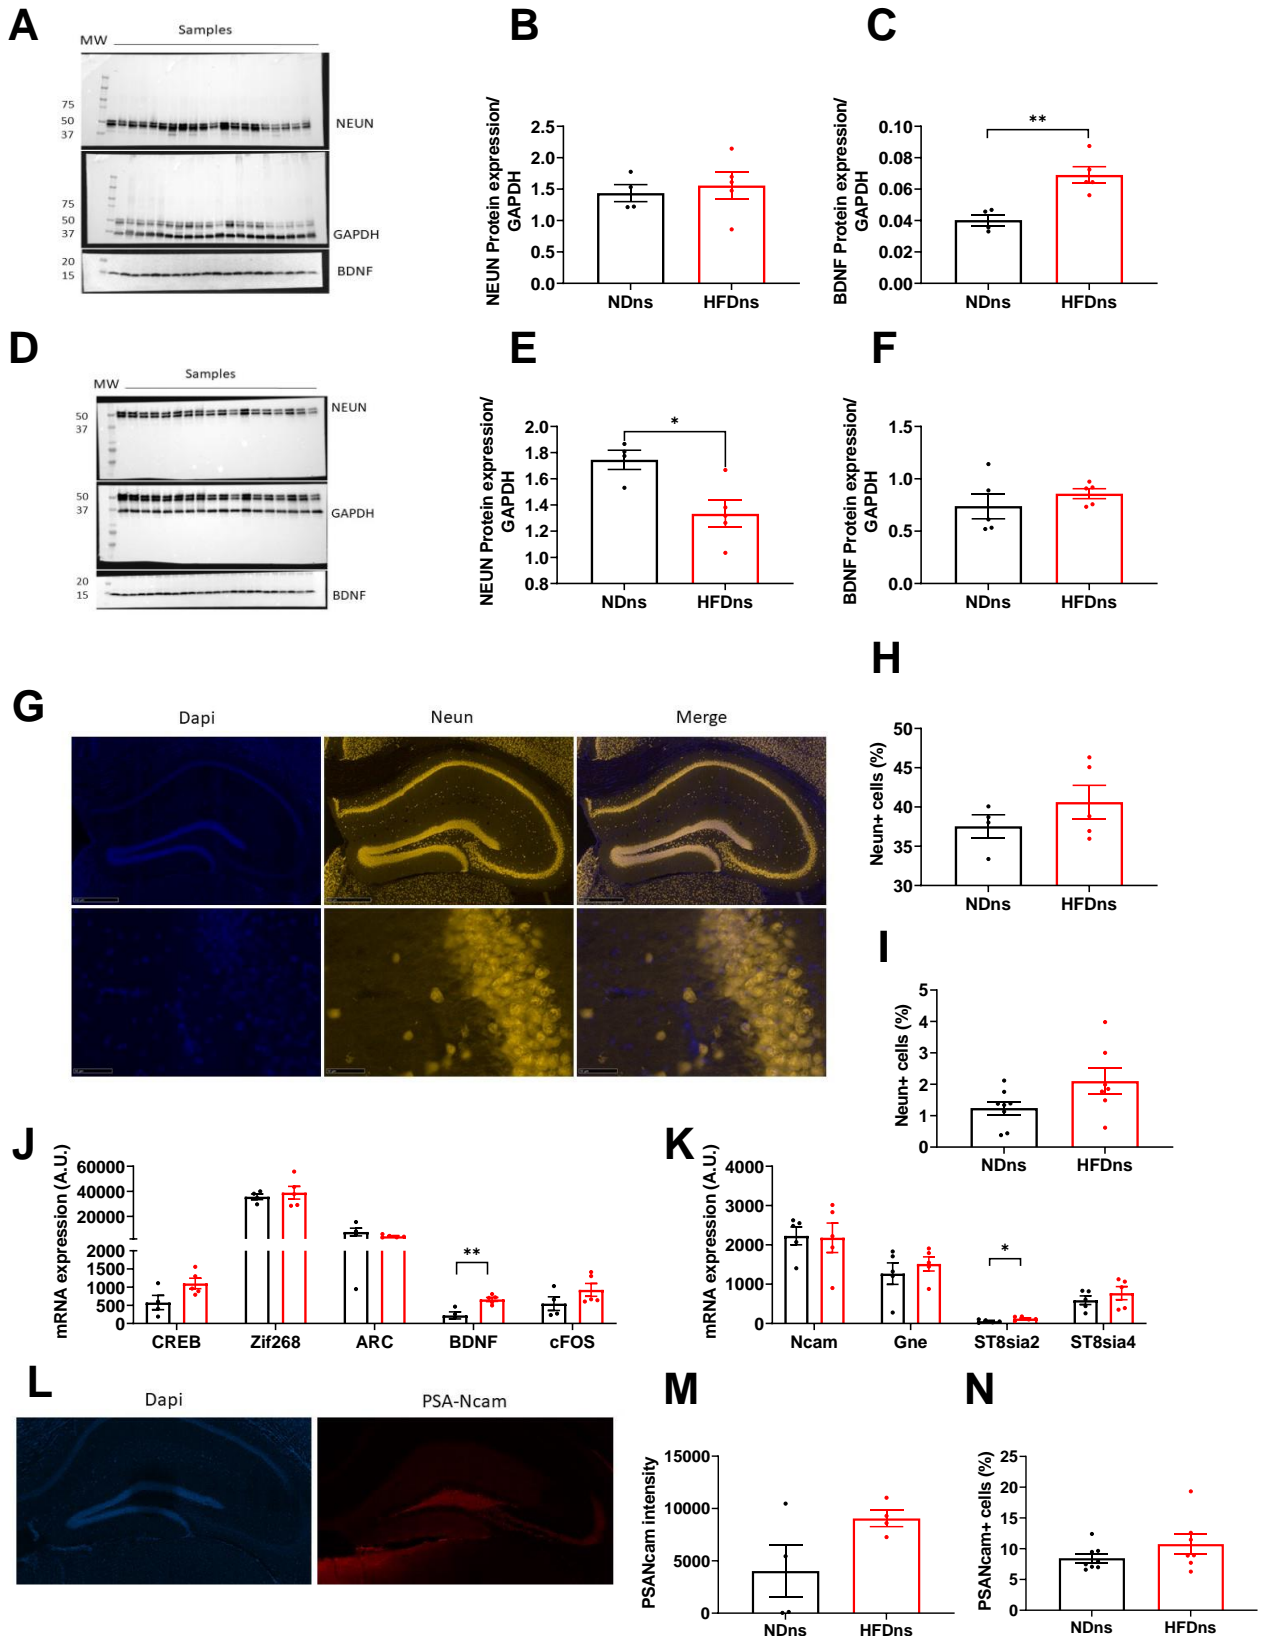 A
Samples
MW
75
50
37
NEUN
75
50
37
GAPDH
20
15
BDNF
B
NEUN Protein expression/
GAPDH
2.5
2.0
1.5
1.0
0.5
0.0
NDns
HFDns
C
BDNF Protein expression/
GAPDH
0.10
0.08
0.06
0.04
0.02
0.00
**
NDns
HFDns
D
Samples
MW
50
37
NEUN
50
37
GAPDH
20
15
BDNF
E
NEUN Protein expression/
GAPDH
2.0
1.8
1.6
1.4
1.2
1.0
0.8
*
NDns
HFDns
F
BDNF Protein expression/
GAPDH
1.5
1.0
0.5
0.0
NDns
HFDns
G
Dapi
Neun
Merge
H
Neun+ cells (%)
50
45
40
35
30
NDns
HFDns
I
Neun+ cells (%)
5
4
3
2
1
0
NDns
HFDns
J
mRNA expression (A.U.)
60000
40000
20000
2000
1500
1000
500
0
**
CREB
Zif268
ARC
BDNF
cFOS
K
mRNA expression (A.U.)
4000
3000
2000
1000
0
*
Ncam
Gne
ST8sia2
ST8sia4
L
Dapi
PSA-Ncam
M
PSANcam intensity
15000
10000
5000
0
NDns
HFDns
N
PSANcam+ cells (%)
25
20
15
10
5
0
NDns
HFDns